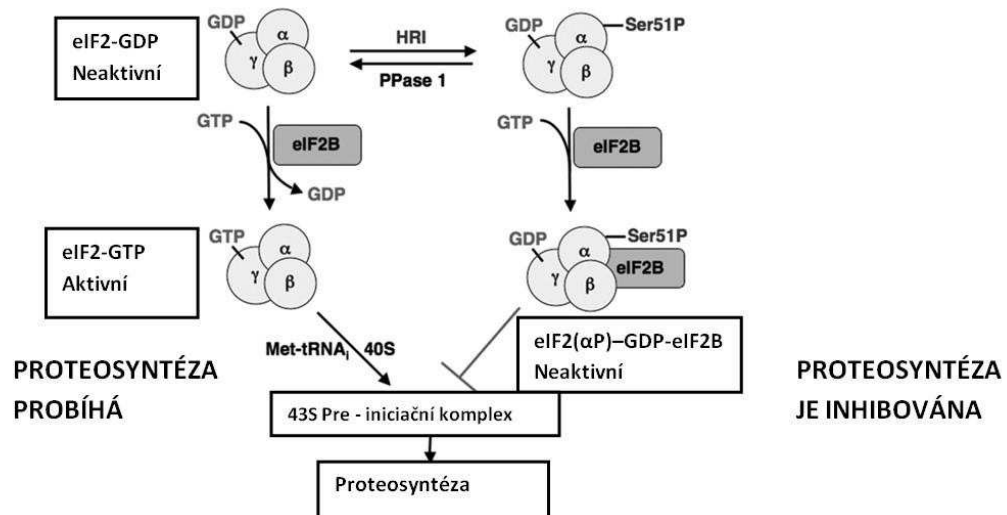 eIF2-GDP
Neaktivní
GDP
α
γ
β
HRI
PPase 1
GDP
α
Ser51P
γ
β
GTP
eIF2B
GDP
GTP
eIF2B
eIF2-GTP
Aktivní
GTP
α
γ
β
GDP
α
Ser51P
γ
β
eIF2B
Met-tRNAi 40S
eIF2(αP)–GDP-eIF2B
Neaktivní
PROTEOSYNTÉZA
PROBÍHÁ
PROTEOSYNTÉZA
JE INHIBOVÁNA
43S Pre - iniciační komplex
Proteosyntéza